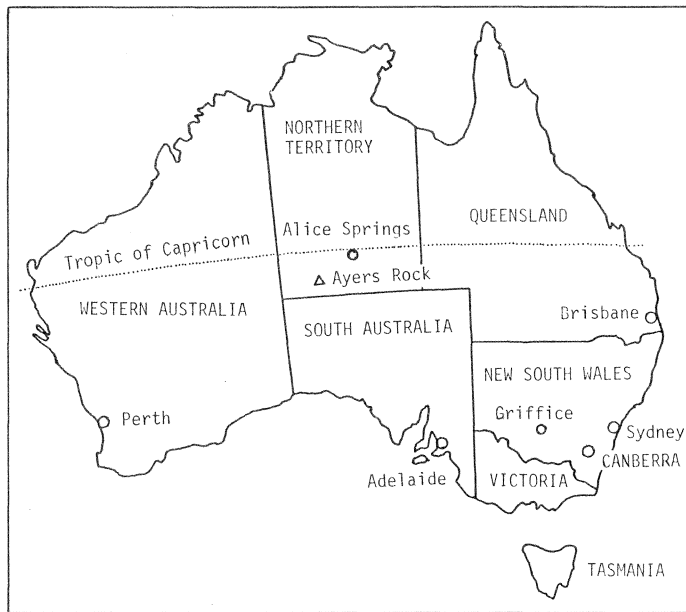 NORTHERN
TERRITORY
QUEENSLAND
Alice Springs
Tropic of Capricorn
Ayers Rock
WESTERN AUSTRALIA
SOUTH AUSTRALIA
Brisbane
NEW SOUTH WALES
Griffice
Perth
Sydney
CANBERRA
Adelaide
VICTORIA
TASMANIA